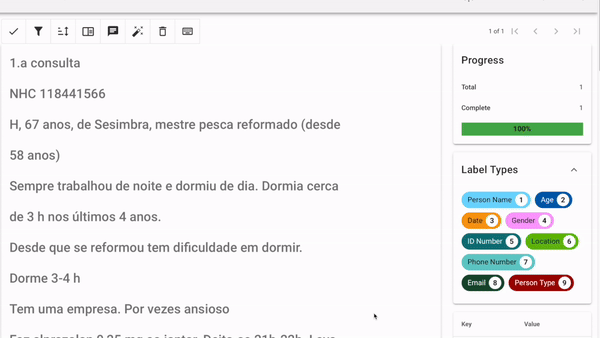 1 of 1
1.a consulta
NHC 118441566
H, 67 anos, de Sesimbra, mestre pesca reformado (desde
58 anos)
Sempre trabalhou de noite e dormiu de dia. Dormia cerca
de 3 h nos últimos 4 anos.
Desde que se reformou tem dificuldade em dormir.
Dorme 3-4 h
Tem uma empresa. Por vezes ansioso
Progress
Total 1
Complete 1
100%
Label Types
Person Name 1
Age 2
Date 3
Gender 4
ID Number 5
Location 6
Phone Number 7
Email 8
Person Type 9
Key Value